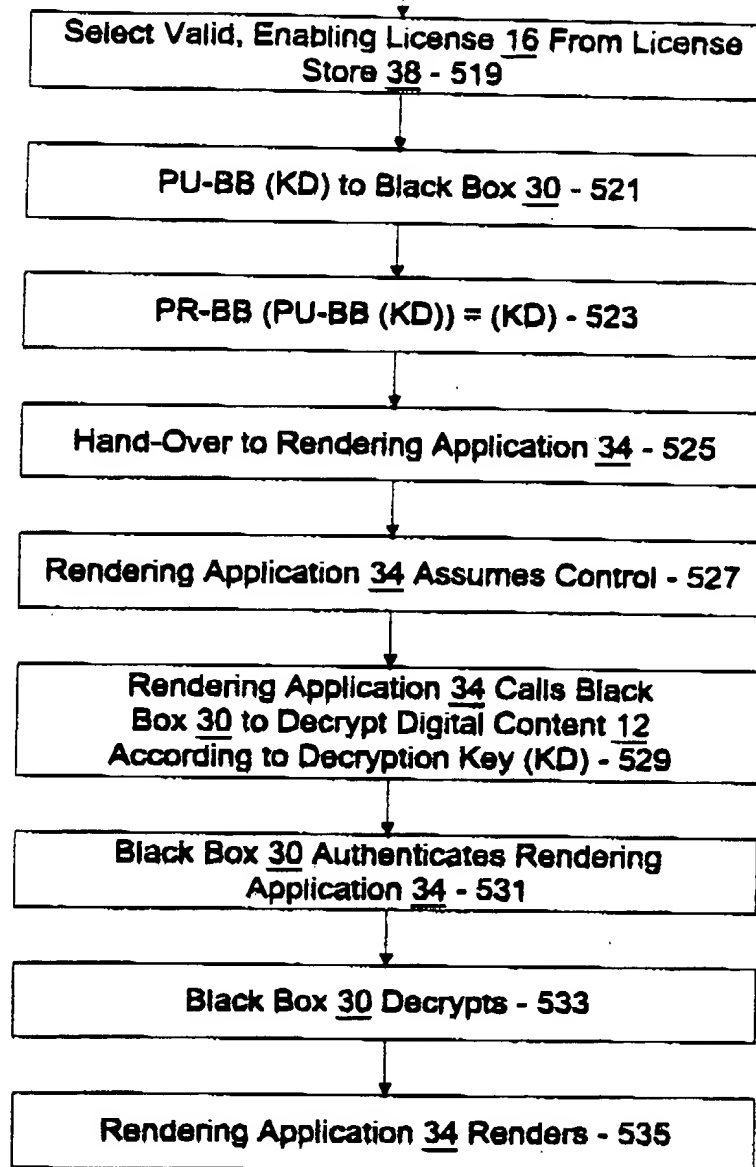 Select Valid, Enabling License 16 From License
Store 38 - 519
PU-BB (KD) to Black Box 30 - 521
PR-BB (PU-BB (KD)) = (KD) - 523
Hand-Over to Rendering Application 34 - 525
Rendering Application 34 Assumes Control - 527
Rendering Application 34 Calls Black
Box 30 to Decrypt Digital Content 12
According to Decryption Key (KD) - 529
Black Box 30 Authenticates Rendering
Application 34 - 531
Black Box 30 Decrypts - 533
Rendering Application 34 Renders - 535